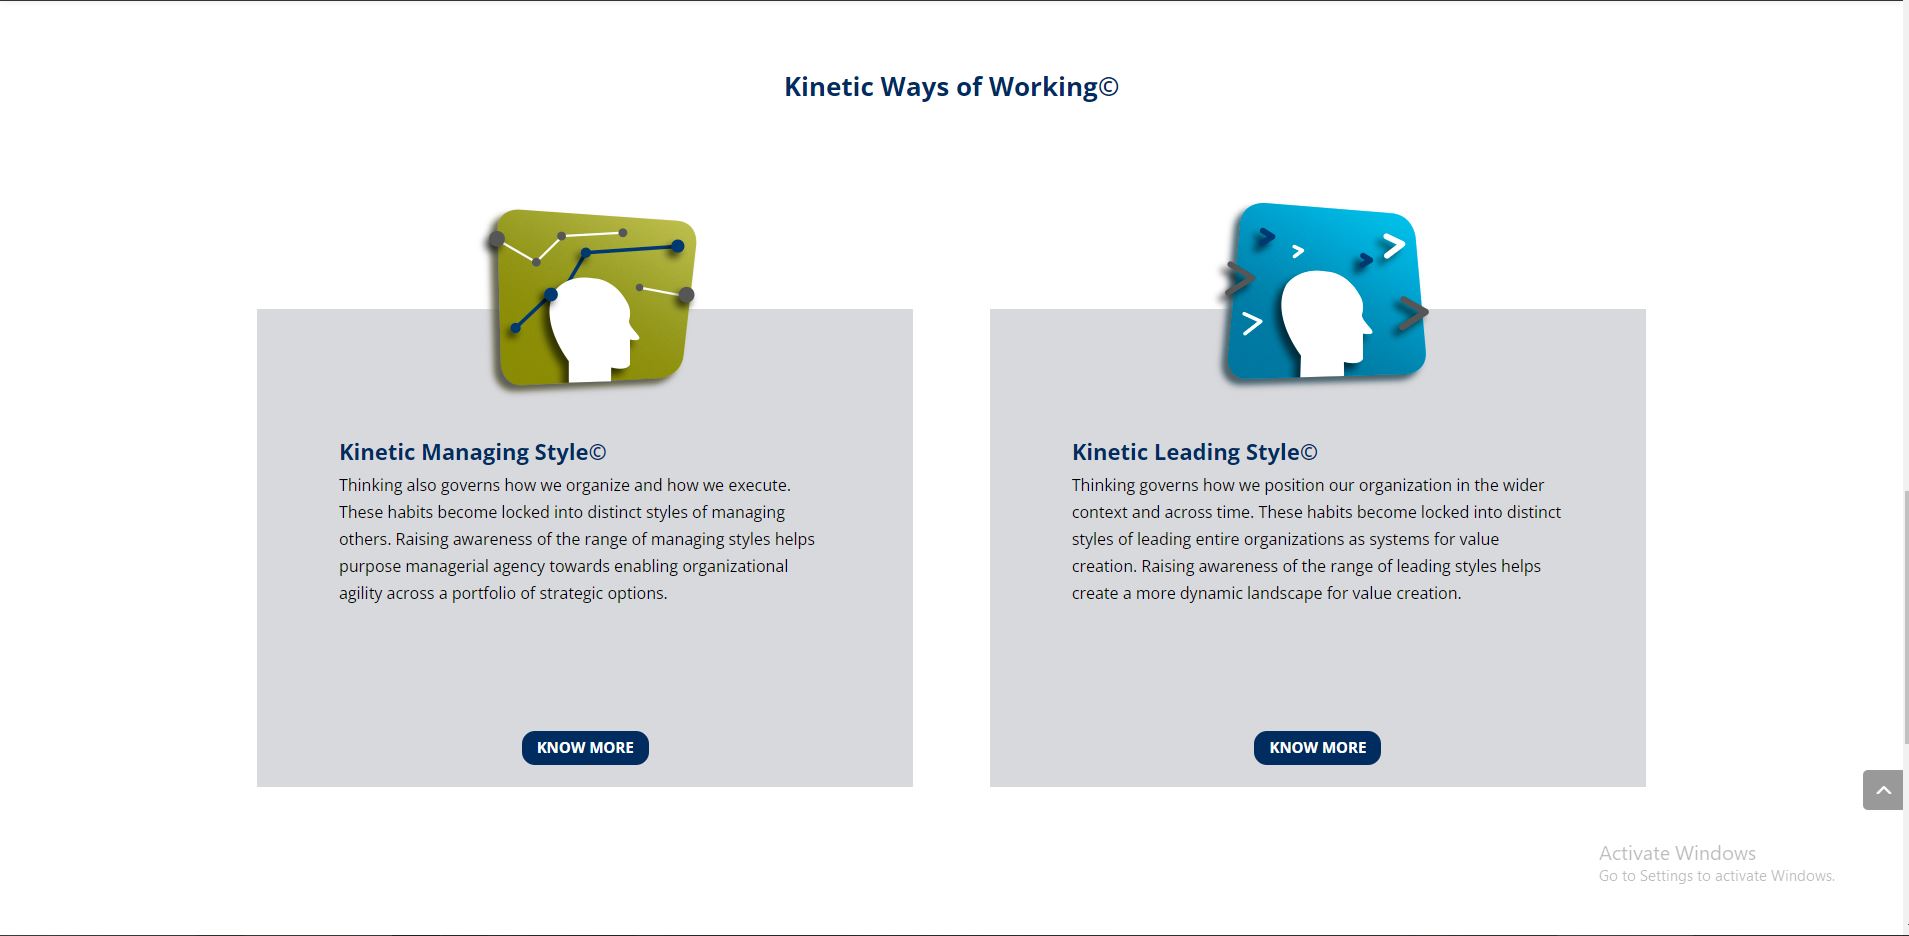 Kinetic Ways of Working©
Kinetic Managing Style©
Thinking also governs how we organize and how we execute.
These habits become locked into distinct styles of managing
others. Raising awareness of the range of managing styles helps
purpose managerial agency towards enabling organizational
agility across a portfolio of strategic options.
KNOW MORE
Kinetic Leading Style©
Thinking governs how we position our organization in the wider
context and across time. These habits become locked into distinct
styles of leading entire organizations as systems for value
creation. Raising awareness of the range of leading styles helps
create a more dynamic landscape for value creation.
KNOW MORE
Activate Windows
Go to Settings to activate Windows.